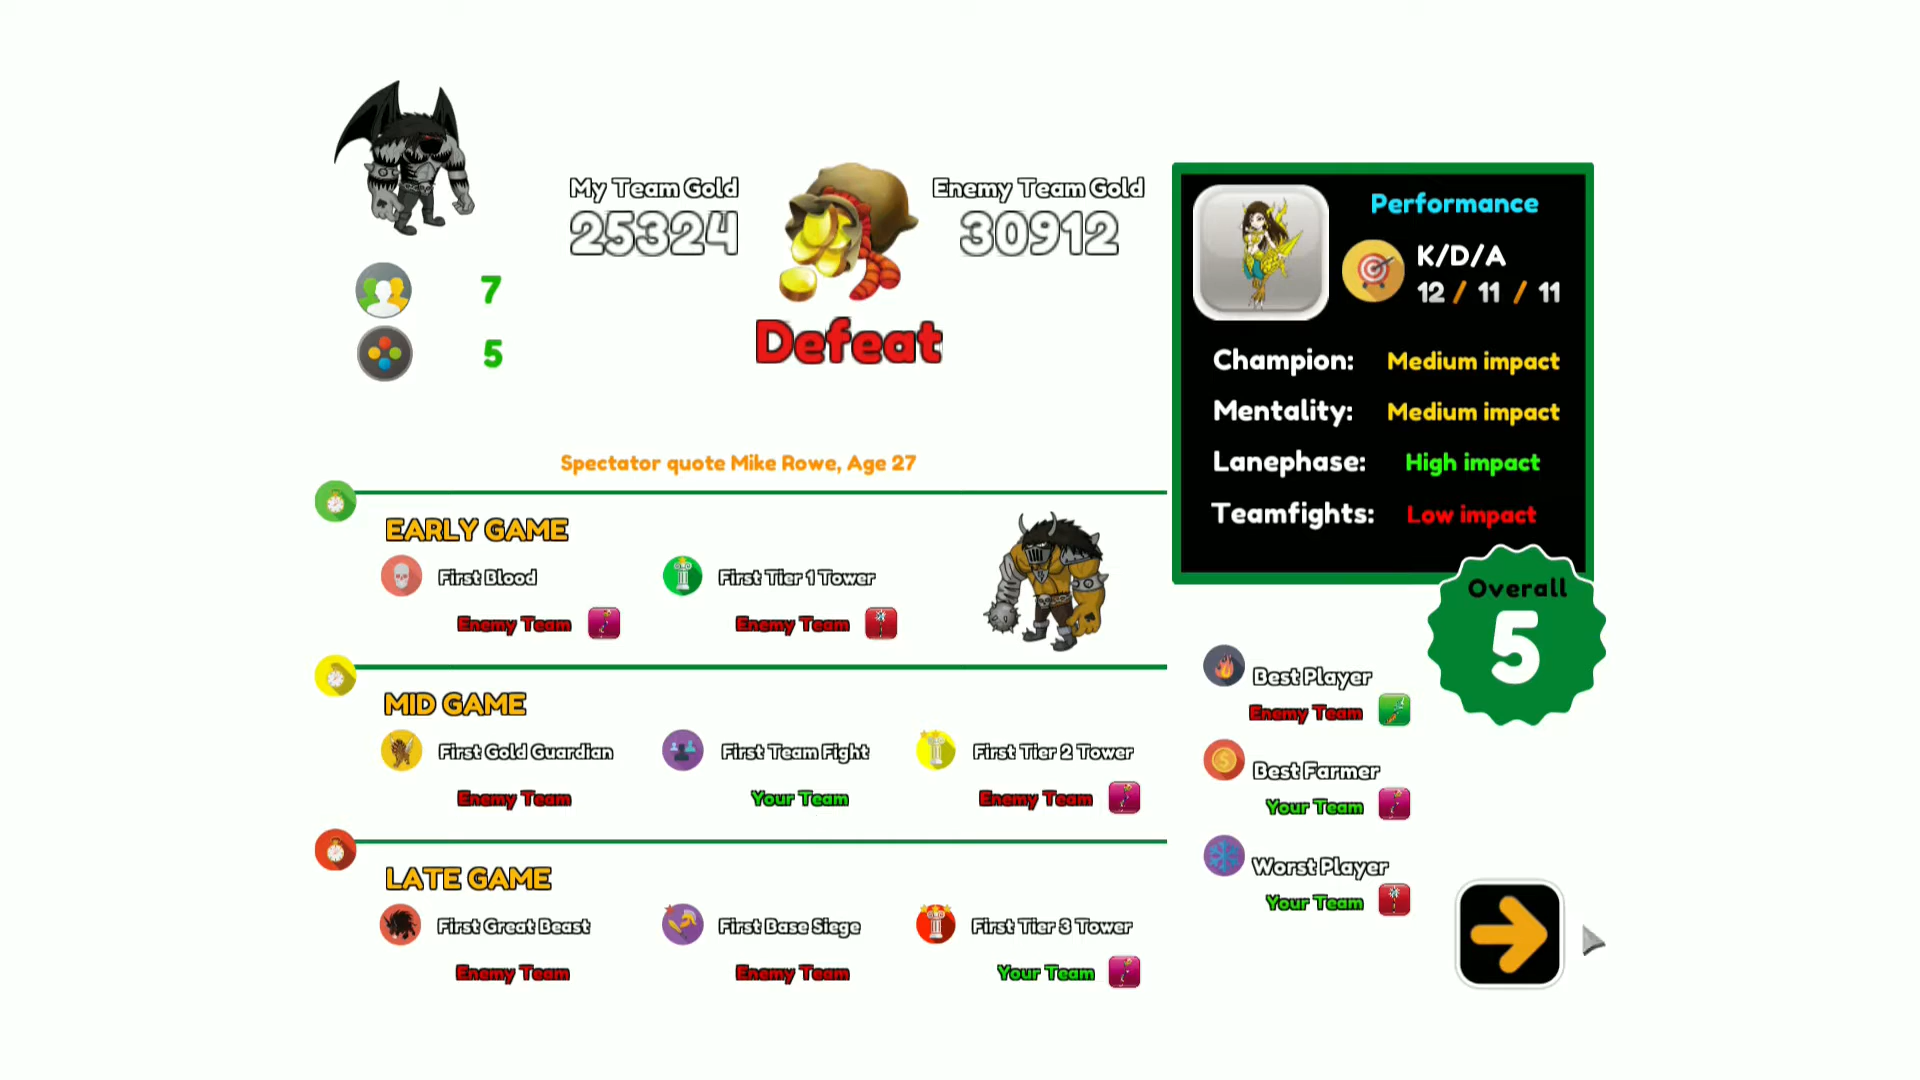 My Team Gold
25324
Enemy Team Gold
30912
Defeat
7
5
Spectator quote Mike Rowe, Age 27
EARLY GAME
First Blood
Enemy Team
First Tier 1 Tower
Enemy Team
MID GAME
First Gold Guardian
Enemy Team
First Team Fight
Your Team
First Tier 2 Tower
Enemy Team
LATE GAME
First Great Beast
Enemy Team
First Base Siege
Enemy Team
First Tier 3 Tower
Your Team
Performance
K/D/A
12 / 11 / 11
Champion: Medium impact
Mentality: Medium impact
Lanephase: High impact
Teamfights: Low impact
Overall
5
Best Player
Enemy Team
Best Farmer
Your Team
Worst Player
Your Team